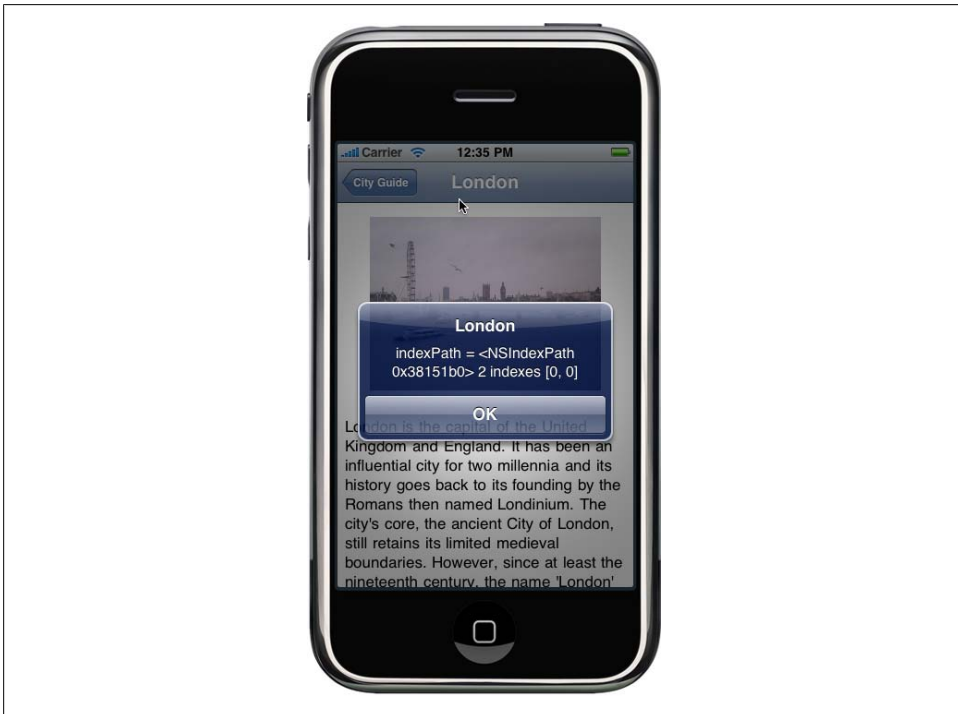 Carrier 12:35 PM
City Guide London
London
indexPath = <NSIndexPath
0x38151b0> 2 indexes [0, 0]
OK
London is the capital of the United
Kingdom and England. It has been an
influential city for two millennia and its
history goes back to its founding by the
Romans then named Londinium. The
city's core, the ancient City of London,
still retains its limited medieval
boundaries. However, since at least the
nineteenth century, the name 'London'